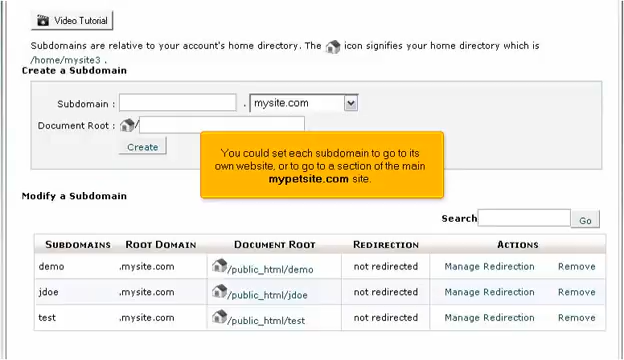 Video Tutorial
Subdomains are relative to your account's home directory. The icon signifies your home directory which is
/home/mysite3 .
Create a Subdomain
Subdomain : . mysite.com
Document Root : /
Create
You could set each subdomain to go to its
own website, or to go to a section of the main
mypetsite.com site.
Modify a Subdomain
Search Go
SUBDOMAINS ROOT DOMAIN DOCUMENT ROOT REDIRECTION ACTIONS
demo .mysite.com /public_html/demo not redirected Manage Redirection Remove
jdoe .mysite.com /public_html/jdoe not redirected Manage Redirection Remove
test .mysite.com /public_html/test not redirected Manage Redirection Remove